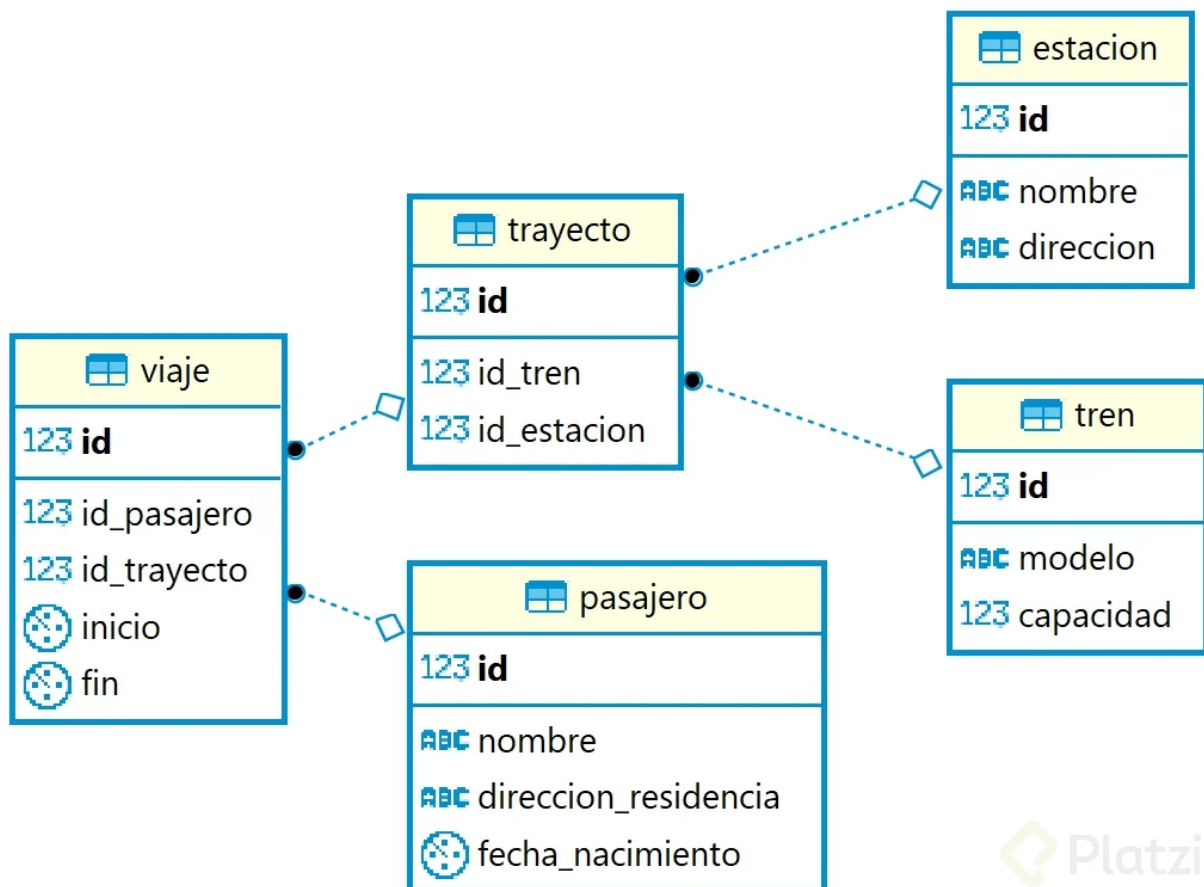 estacion
123 id
ABC nombre
ABC direccion
trayecto
123 id
123 id_tren
123 id_estacion
viaje
123 id
123 id_pasajero
123 id_trayecto
inicio
fin
tren
123 id
ABC modelo
123 capacidad
pasajero
123 id
ABC nombre
ABC direccion_residencia
fecha_nacimiento
Platzi